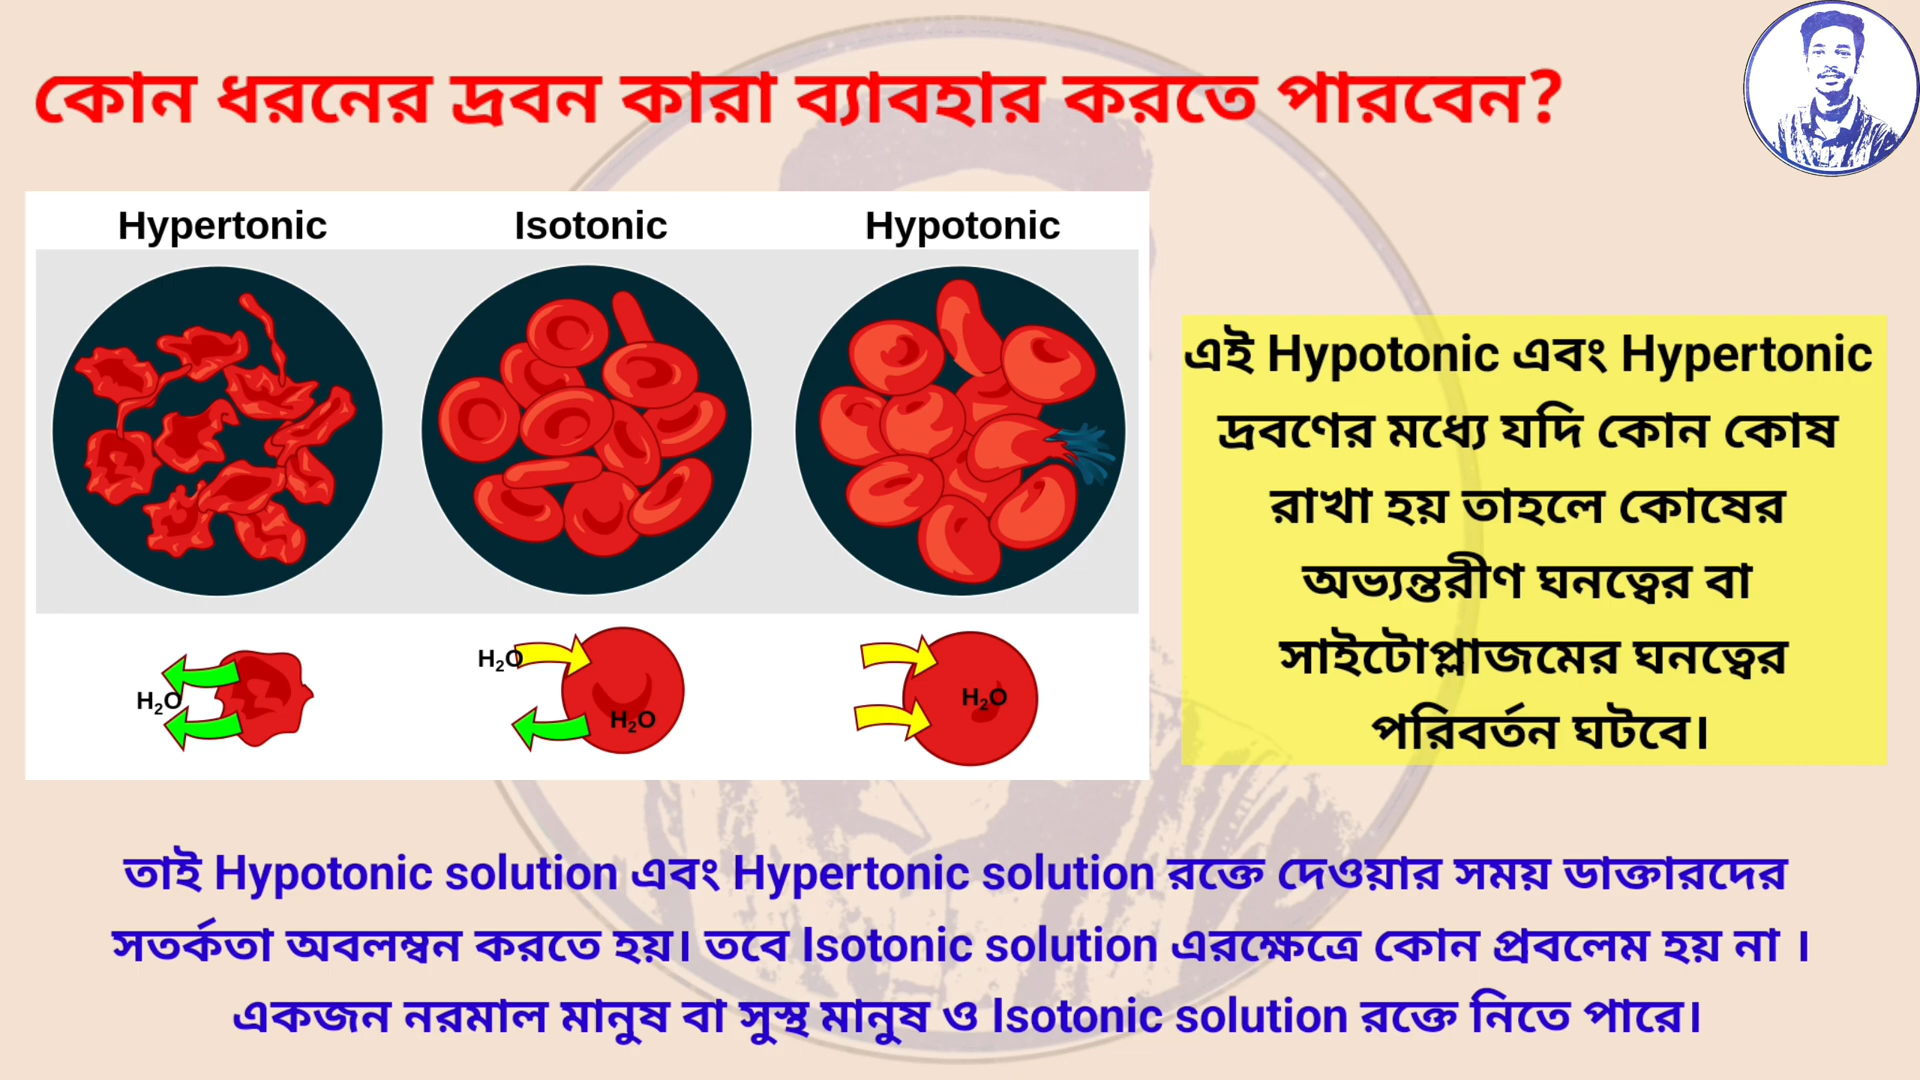 কোন ধরনের দ্রবন কারা ব্যাবহার করতে পারবেন?
Hypertonic Isotonic Hypotonic
H₂O
H₂O
H₂O
H₂O
এই Hypotonic এবং Hypertonic
দ্রবণের মধ্যে যদি কোন কোষ
রাখা হয় তাহলে কোষের
অভ্যন্তরীণ ঘনত্বের বা
সাইটোপ্লাজমের ঘনত্বের
পরিবর্তন ঘটবে।
তাই Hypotonic solution এবং Hypertonic solution রক্তে দেওয়ার সময় ডাক্তারদের
সতর্কতা অবলম্বন করতে হয়। তবে Isotonic solution এরক্ষেত্রে কোন প্রবলেম হয় না ।
একজন নরমাল মানুষ বা সুস্থ মানুষ ও Isotonic solution রক্তে নিতে পারে।